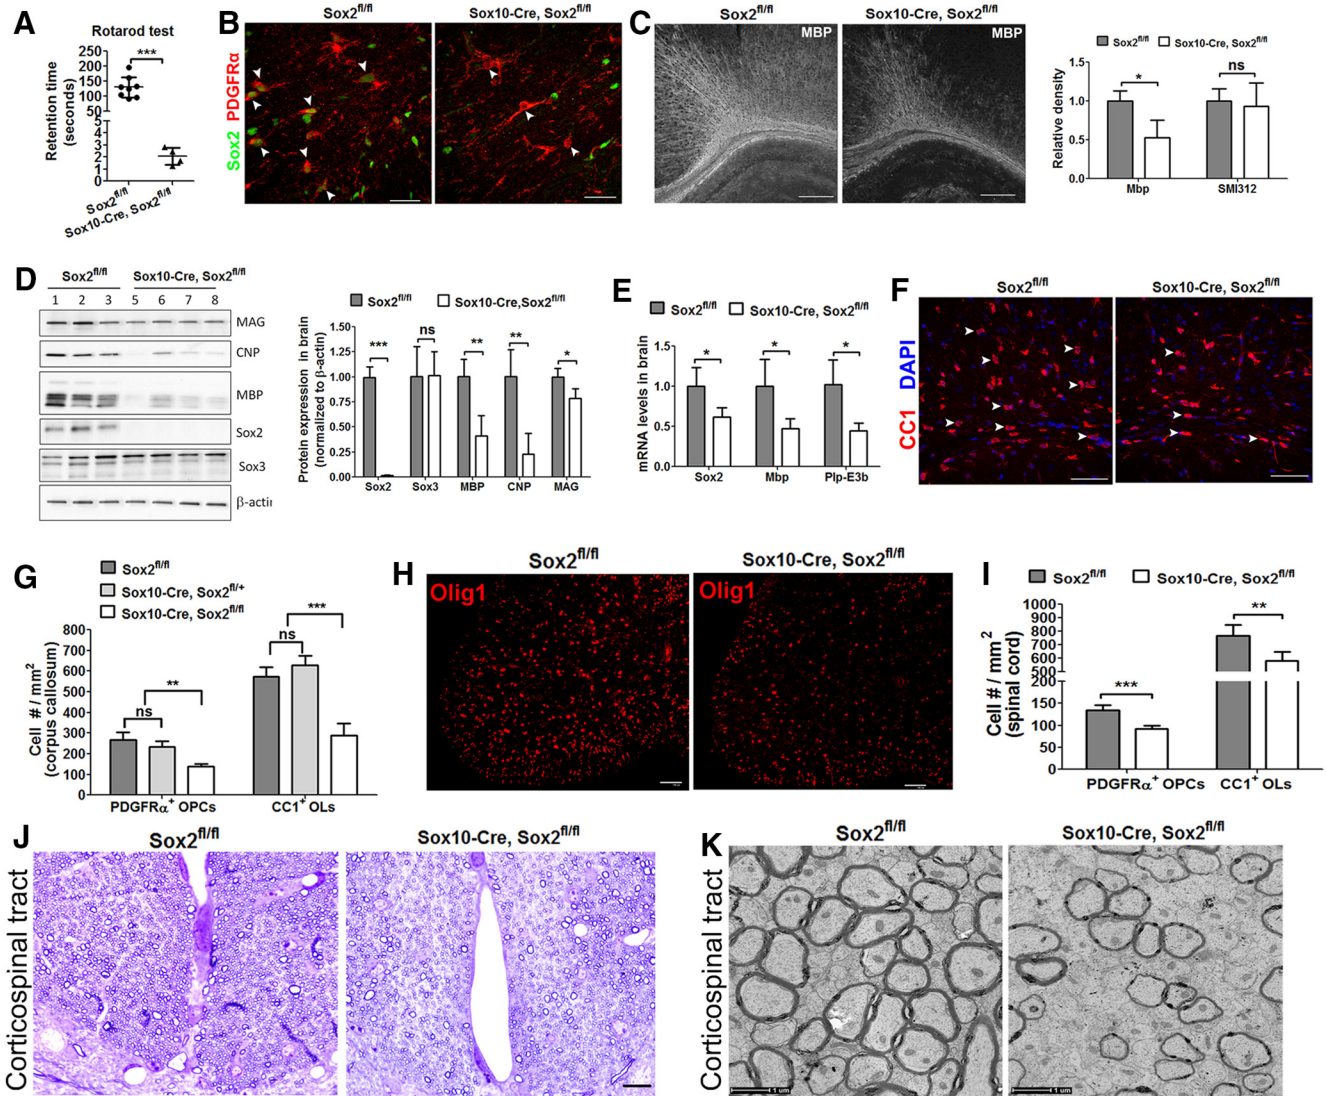 A
Rotarod test
***
Retention time
(seconds)
250
200
150
100
50
5
4
3
2
1
0
Sox2fl/fl
Sox10-Cre, Sox2fl/fl
B
Sox2fl/fl
Sox10-Cre, Sox2fl/fl
Sox2 PDGFRα
C
Sox2fl/fl
Sox10-Cre, Sox2fl/fl
MBP
MBP
Sox2fl/fl
Sox10-Cre, Sox2fl/fl
Relative density
1.5
1.0
0.5
0.0
*
ns
Mbp
SMI312
D
Sox2fl/fl
Sox10-Cre, Sox2fl/fl
1 2 3 5 6 7 8
MAG
CNP
MBP
Sox2
Sox3
β-actin
Sox2fl/fl
Sox10-Cre,Sox2fl/fl
Protein expression in brain
(normalized to β-actin)
1.50
1.25
1.00
0.75
0.50
0.25
0.00
***
ns
**
**
*
Sox2 Sox3 MBP CNP MAG
E
Sox2fl/fl
Sox10-Cre, Sox2fl/fl
mRNA levels in brain
1.5
1.0
0.5
0.0
*
*
*
Sox2 Mbp Plp-E3b
F
Sox2fl/fl
Sox10-Cre, Sox2fl/fl
CC1 DAPI
G
Sox2fl/fl
Sox10-Cre, Sox2fl/+
Sox10-Cre, Sox2fl/fl
Cell # / mm2
(corpus callosum)
800
700
600
500
400
300
200
100
0
ns
**
ns
***
PDGFRα+ OPCs
CC1+ OLs
H
Sox2fl/fl
Sox10-Cre, Sox2fl/fl
Olig1
Olig1
I
Sox2fl/fl
Sox10-Cre, Sox2fl/fl
Cell # / mm2
(spinal cord)
1000
900
800
700
600
500
200
150
100
50
0
***
**
PDGFRα+ OPCs
CC1+ OLs
J
Sox2fl/fl
Sox10-Cre, Sox2fl/fl
Corticospinal tract
K
Sox2fl/fl
Sox10-Cre, Sox2fl/fl
Corticospinal tract
1 um
1 um